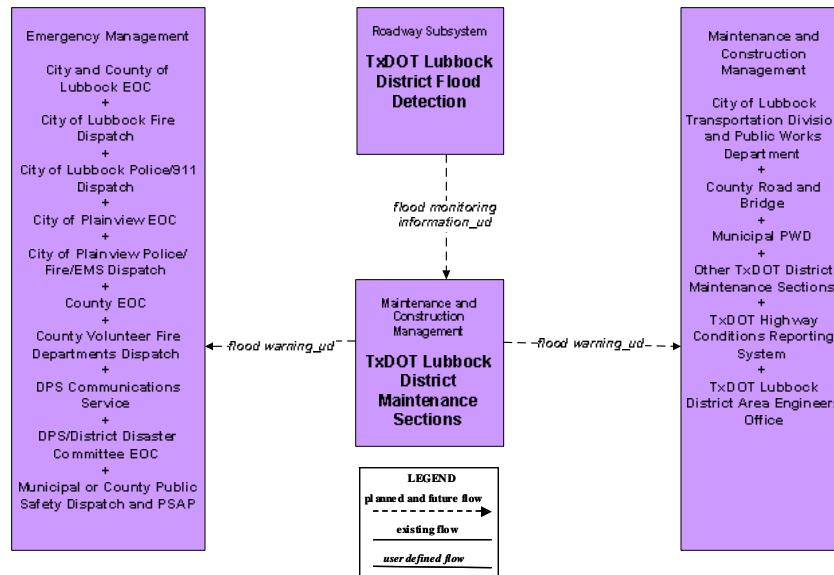 Emergency Management
City and County of
Lubbock EOC
+
City of Lubbock Fire
Dispatch
+
City of Lubbock Police/911
Dispatch
+
City of Plainview EOC
+
City of Plainview Police/
Fire/EMS Dispatch
+
County EOC
+
County Volunteer Fire
Departments Dispatch
+
DPS Communications
Service
+
DPS/District Disaster
Committee EOC
+
Municipal or County Public
Safety Dispatch and PSAP
Roadway Subsystem
TxDOT Lubbock
District Flood
Detection
flood monitoring
information_ud
Maintenance and
Construction
Management
TxDOT Lubbock
District
Maintenance
Sections
flood warning_ud
flood warning_ud
Maintenance and
Construction
Management
City of Lubbock
Transportation Divisio
and Public Works
Department
+
County Road and
Bridge
+
Municipal PWD
+
Other TxDOT District
Maintenance Sections
+
TxDOT Highway
Conditions Reporting
System
+
TxDOT Lubbock
District Area Engineer
Office
LEGEND
planned and future flow
existing flow
user defined flow